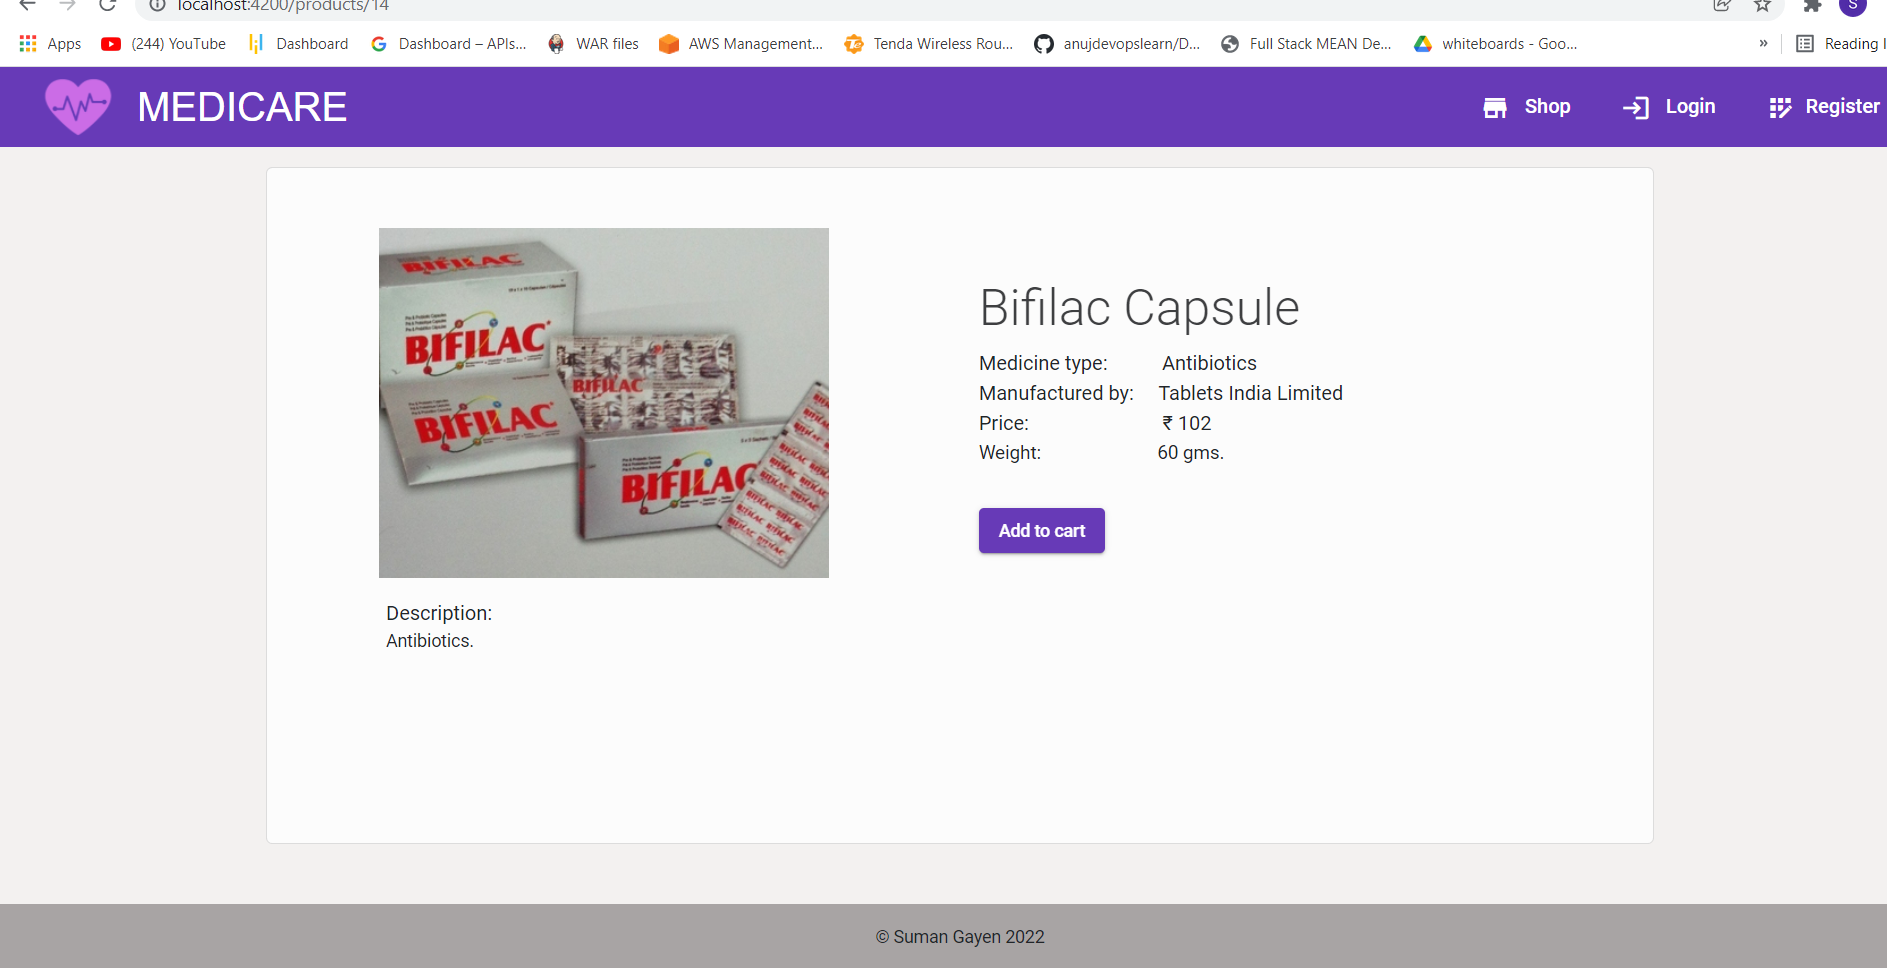 localhost:4200/products/14
S
Apps (244) YouTube Dashboard Dashboard – APIs... WAR files AWS Management... Tenda Wireless Rou... anujdevopslearn/D... Full Stack MEAN De... whiteboards - Goo... » Reading
MEDICARE Shop Login Register
BIFILAC
BIFILAC
BIFILAC
BIFILAC
BIFILAC
Bifilac Capsule
Medicine type: Antibiotics
Manufactured by: Tablets India Limited
Price: ₹ 102
Weight: 60 gms.
Add to cart
Description:
Antibiotics.
© Suman Gayen 2022